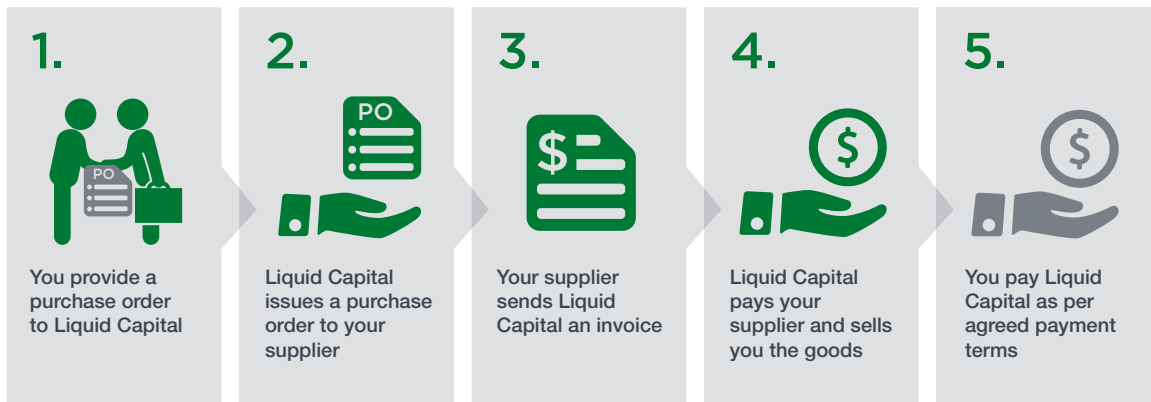 1.
PO
You provide a
purchase order
to Liquid Capital
2.
PO
Liquid Capital
issues a purchase
order to your
supplier
3.
$
Your supplier
sends Liquid
Capital an invoice
4.
$
Liquid Capital
pays your
supplier and sells
you the goods
5.
$
You pay Liquid
Capital as per
agreed payment
terms